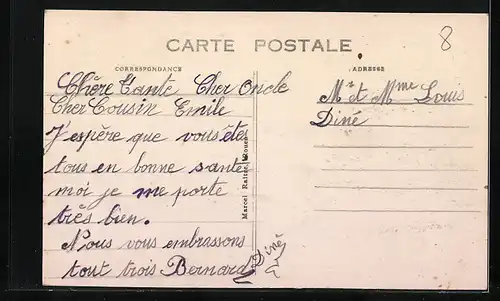 CARTE POSTALE
8
CORRESPONDANCE
ADRESSE
Chère Tante Cher Oncle
Cher Cousin Emile
J'espère que vous êtes
tous en bonne santé
moi je me porte
très bien.
Nous vous embrassons
tout trois Bernard
Diné
Mr et Mme Louis
Diné
Marcel Rouen